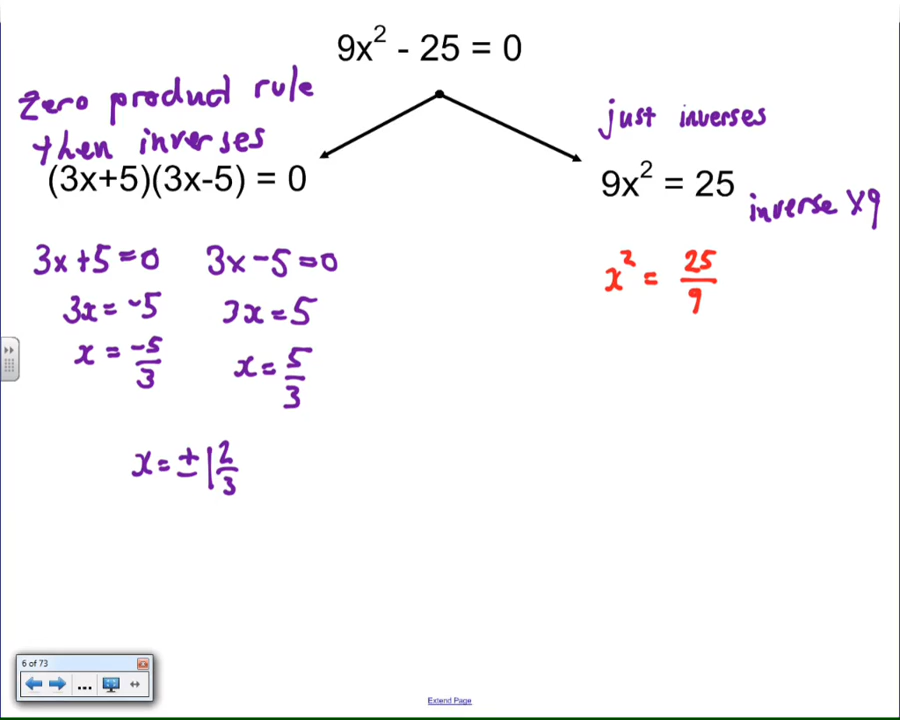 9x² - 25 = 0
zero product rule
then inverses
(3x+5)(3x-5) = 0
3x+5=0 3x-5=0
3x=-5 3x=5
x = -5/3 x = 5/3
x = ± 1 2/3
just inverses
9x² = 25
inverse x9
x² = 25/9
6 of 73
...
Extend Page